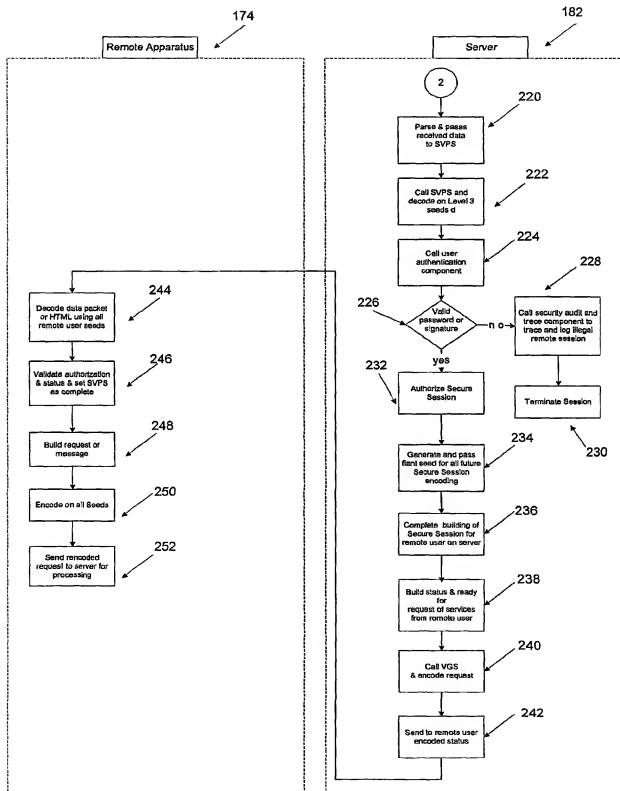 174
Remote Apparatus
182
Server
2
220
Parse & passes
received data
to SVPS
222
Call SVPS and
decode on Level 3
seeds d
224
Call user
authentication
component
228
226
Valid
password or
signature
no
Call security audit and
trace component to
trace and log illegal
remote session
yes
232
Authorize Secure
Session
Terminate Session
230
234
Generate and pass
fiant seed for all future
Secure Session
encoding
236
Complete building of
Secure Session for
remote user on server
238
Build status & ready
for
request of services
from remote user
240
Call VGS
& encode request
242
Send to remote user
encoded status
244
Decode data packet
or HTML using all
remote user seeds
246
Validate authorization
& status & set SVPS
as complete
248
Build request or
message
250
Encode on all Seeds
252
Send rencoded
request to server for
processing